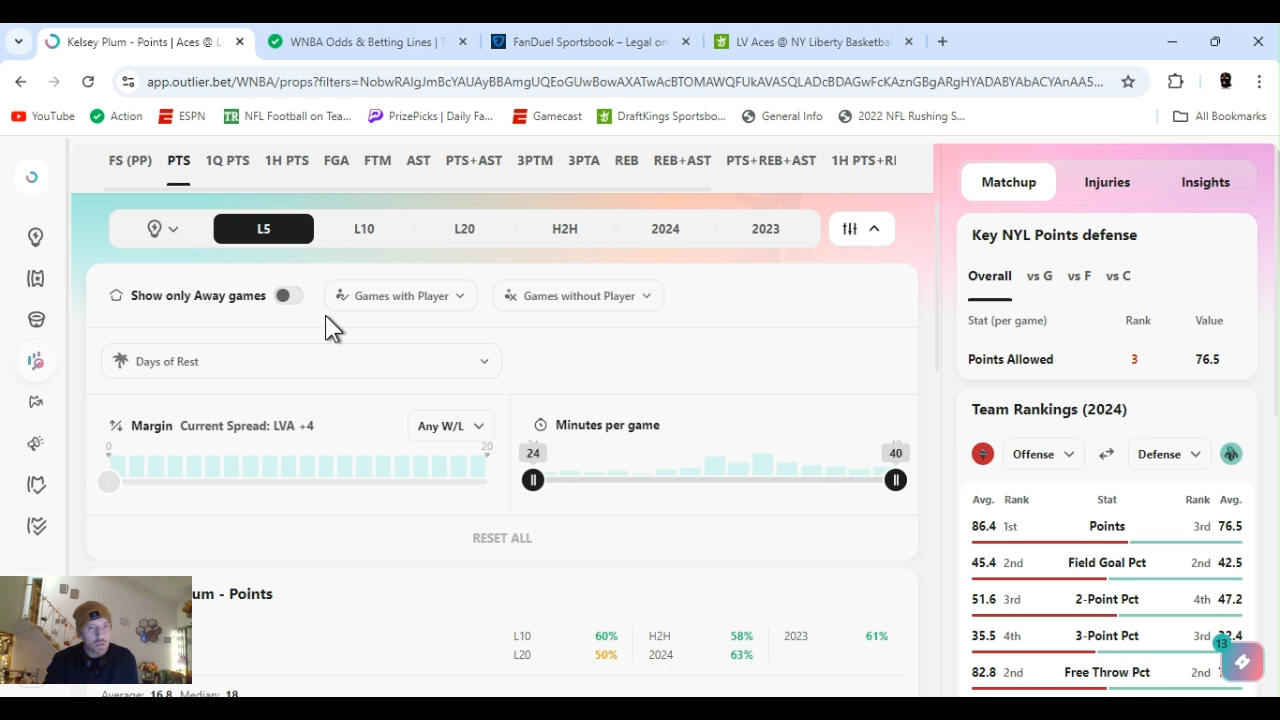 Kelsey Plum - Points | Aces @ L
WNBA Odds & Betting Lines | T
FanDuel Sportsbook – Legal on
LV Aces @ NY Liberty Basketba
app.outlier.bet/WNBA/props?filters=NobwRAlgJmBcYAUAyBBAmgUQEoGUwBowAXATwAcBTOMAWQFUkAVASQLADcBDAGwFcKAznGBgARgHYADABYAbACYAnAA5...
YouTube
Action
ESPN
NFL Football on Tea...
PrizePicks | Daily Fa...
Gamecast
DraftKings Sportsbo...
General Info
2022 NFL Rushing S...
All Bookmarks
FS (PP) PTS 1Q PTS 1H PTS FGA FTM AST PTS+AST 3PTM 3PTA REB REB+AST PTS+REB+AST 1H PTS+RI
L5 L10 L20 H2H 2024 2023
Show only Away games
Games with Player
Games without Player
Days of Rest
Margin Current Spread: LVA +4
Any W/L
0 20
Minutes per game
24 40
RESET ALL
um - Points
L10 60% H2H 58% 2023 61%
L20 50% 2024 63%
Average: 16.8 Median: 18
Matchup Injuries Insights
Key NYL Points defense
Overall vs G vs F vs C
Stat (per game) Rank Value
Points Allowed 3 76.5
Team Rankings (2024)
Offense Defense
Avg. Rank Stat Rank Avg.
86.4 1st Points 3rd 76.5
45.4 2nd Field Goal Pct 2nd 42.5
51.6 3rd 2-Point Pct 4th 47.2
35.5 4th 3-Point Pct 3rd
13
82.8 2nd Free Throw Pct 2nd